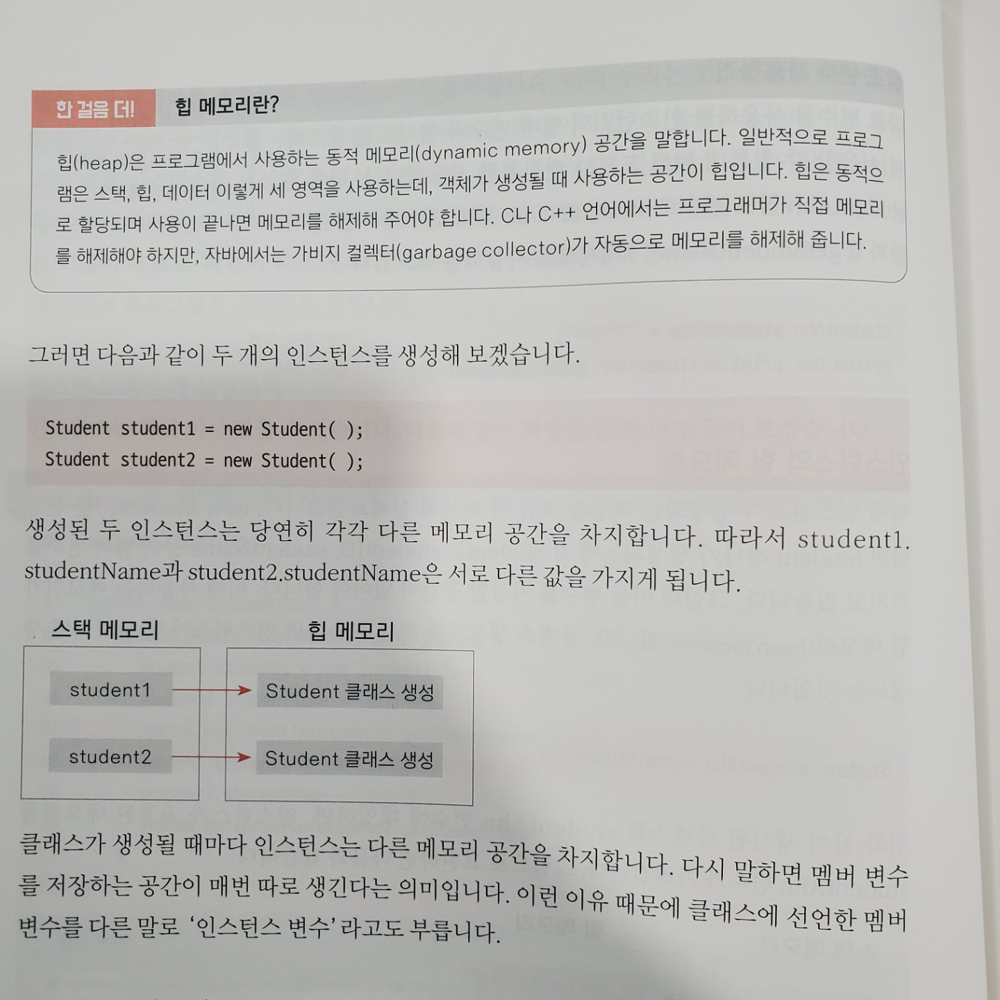 한 걸음 더! 힙 메모리란?
힙(heap)은 프로그램에서 사용하는 동적 메모리(dynamic memory) 공간을 말합니다. 일반적으로 프로그
램은 스택, 힙, 데이터 이렇게 세 영역을 사용하는데, 객체가 생성될 때 사용하는 공간이 힙입니다. 힙은 동적으
로 할당되며 사용이 끝나면 메모리를 해제해 주어야 합니다. C나 C++ 언어에서는 프로그래머가 직접 메모리
를 해제해야 하지만, 자바에서는 가비지 컬렉터(garbage collector)가 자동으로 메모리를 해제해 줍니다.
그러면 다음과 같이 두 개의 인스턴스를 생성해 보겠습니다.
Student student1 = new Student( );
Student student2 = new Student( );
생성된 두 인스턴스는 당연히 각각 다른 메모리 공간을 차지합니다. 따라서 student1.
studentName과 student2.studentName은 서로 다른 값을 가지게 됩니다.
스택 메모리 힙 메모리
student1 Student 클래스 생성
student2 Student 클래스 생성
클래스가 생성될 때마다 인스턴스는 다른 메모리 공간을 차지합니다. 다시 말하면 멤버 변수
를 저장하는 공간이 매번 따로 생긴다는 의미입니다. 이런 이유 때문에 클래스에 선언한 멤버
변수를 다른 말로 ‘인스턴스 변수’라고도 부릅니다.